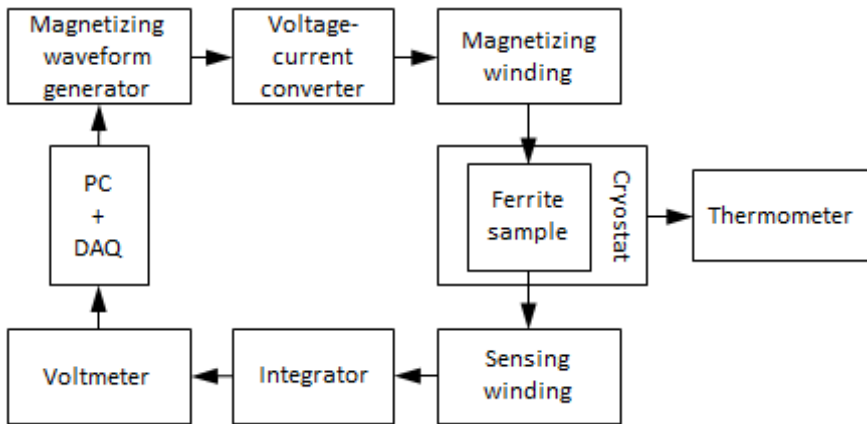 Magnetizing
waveform
generator
Voltage-
current
converter
Magnetizing
winding
PC
+
DAQ
Ferrite
sample
Cryostat
Thermometer
Voltmeter
Integrator
Sensing
winding